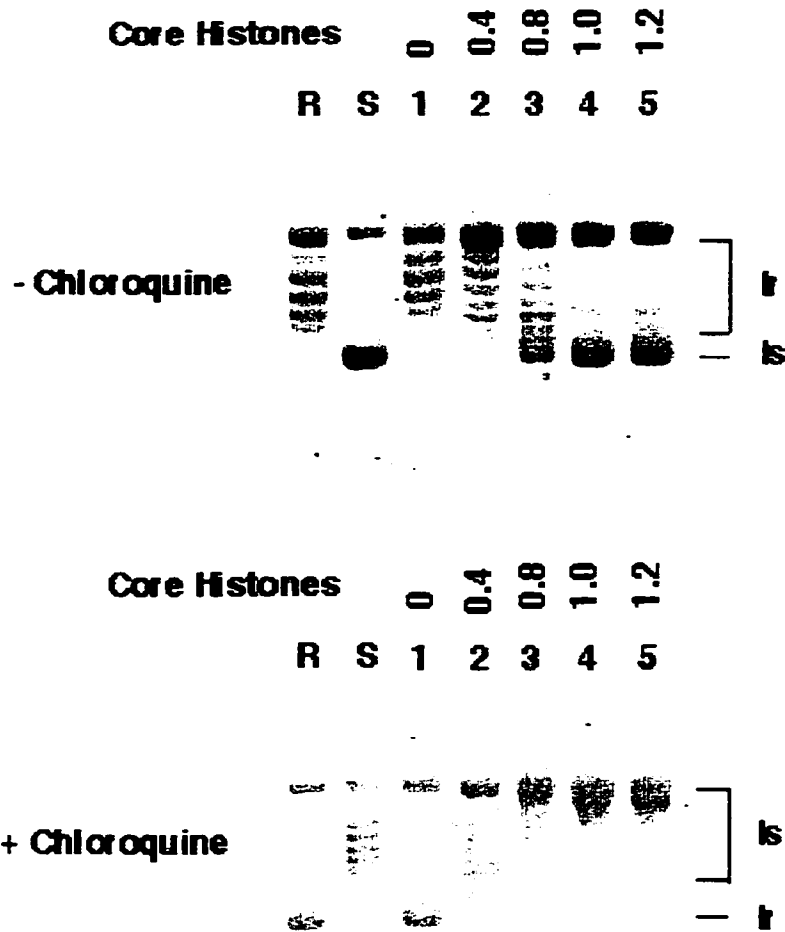 Core Histones 0 0.4 0.8 1.0 1.2
R S 1 2 3 4 5
- Chloroquine
Ir
Is
Core Histones 0 0.4 0.8 1.0 1.2
R S 1 2 3 4 5
+ Chloroquine
Is
Ir